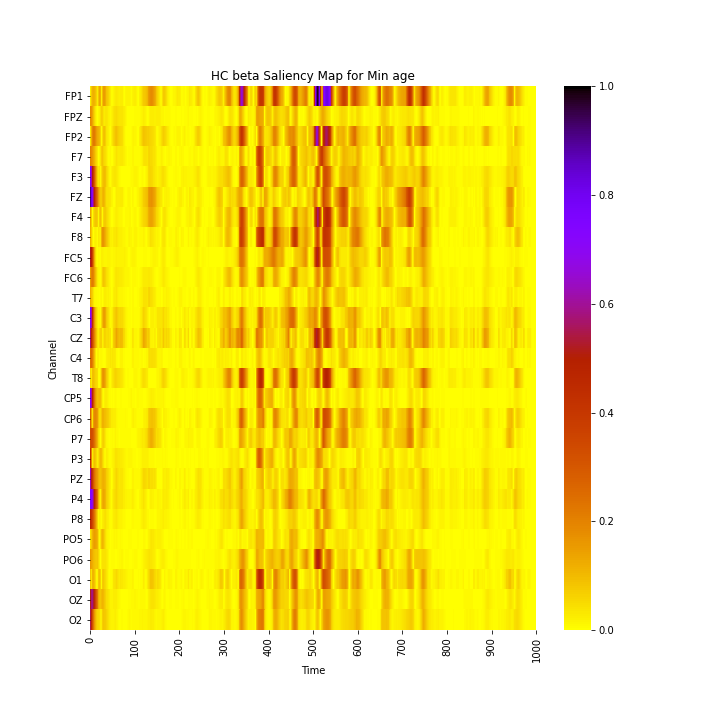 HC beta Saliency Map for Min age
Channel
FP1
FPZ
FP2
F7
F3
FZ
F4
F8
FC5
FC6
T7
C3
CZ
C4
T8
CP5
CP6
P7
P3
PZ
P4
P8
PO5
PO6
O1
OZ
O2
0
100
200
300
400
500
600
700
800
900
1000
Time
1.0
0.8
0.6
0.4
0.2
0.0